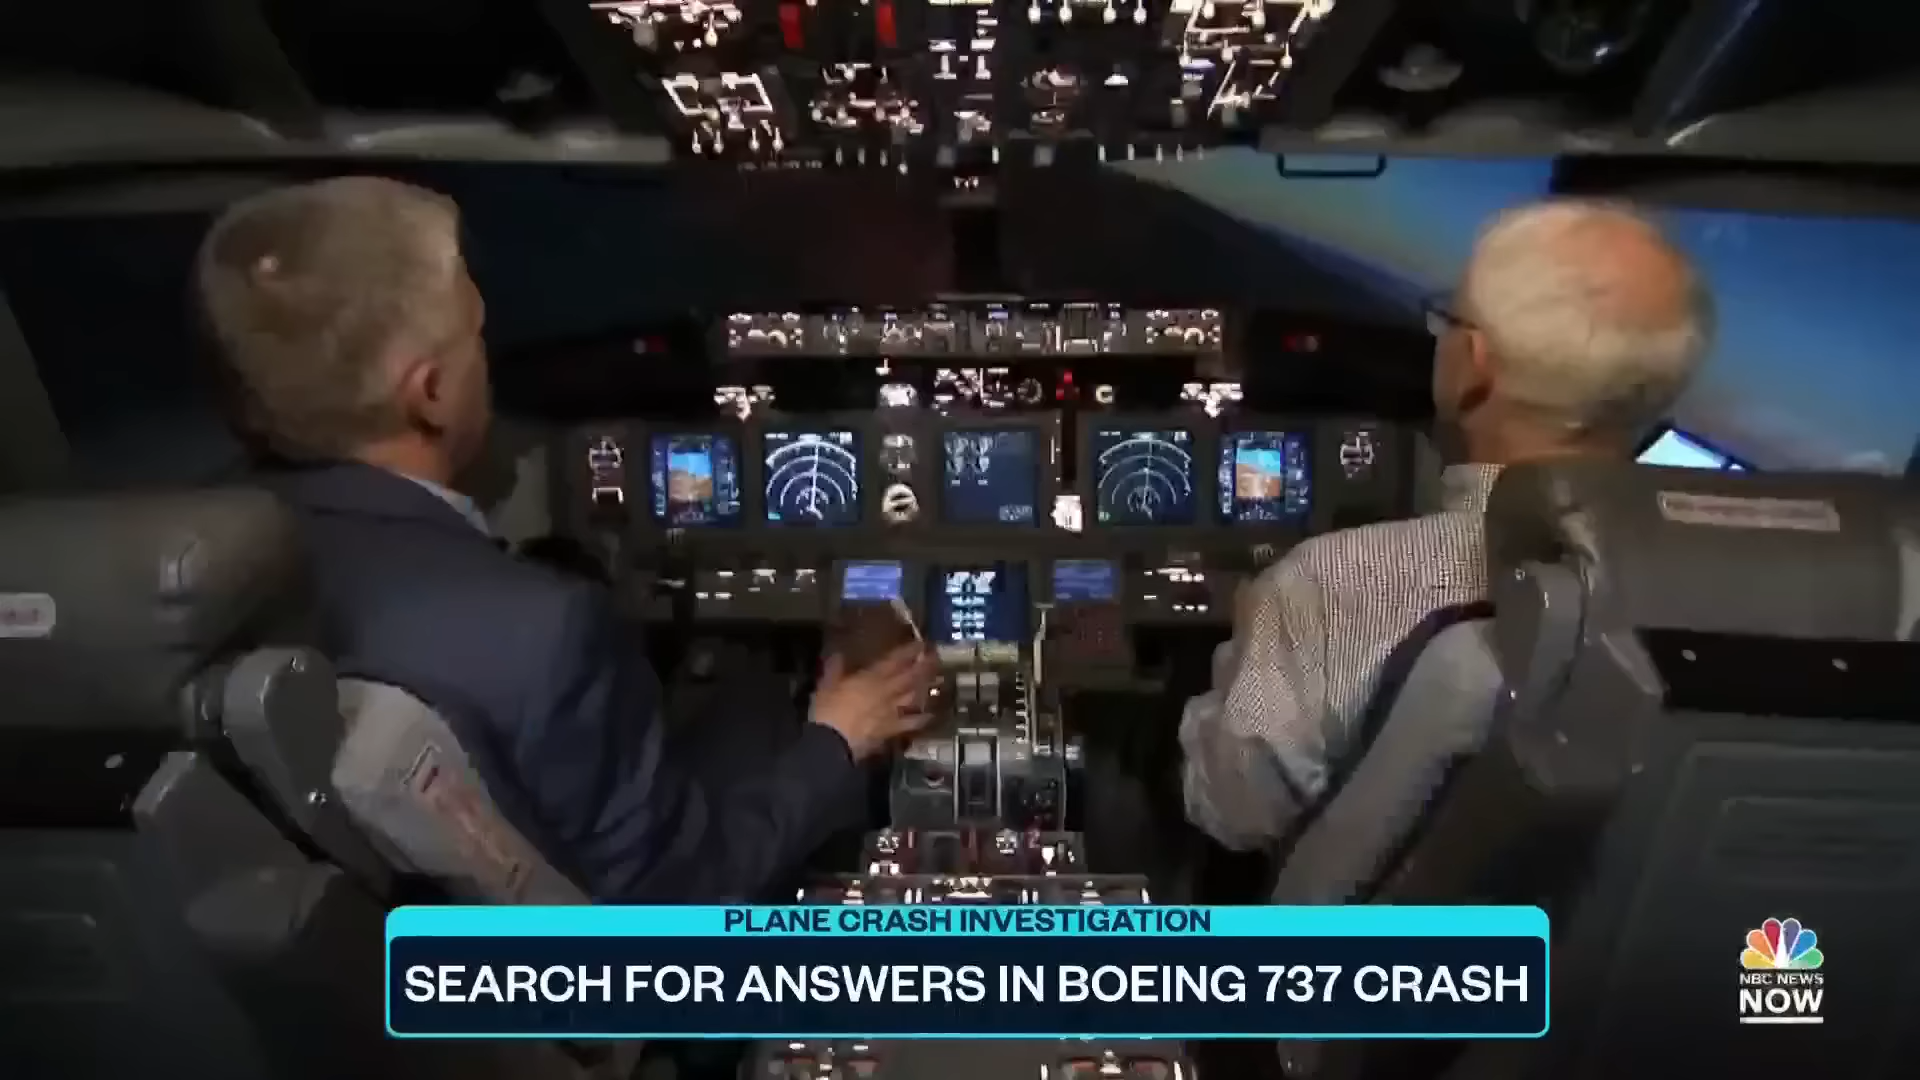 PLANE CRASH INVESTIGATION
SEARCH FOR ANSWERS IN BOEING 737 CRASH
NBC NEWS
NOW